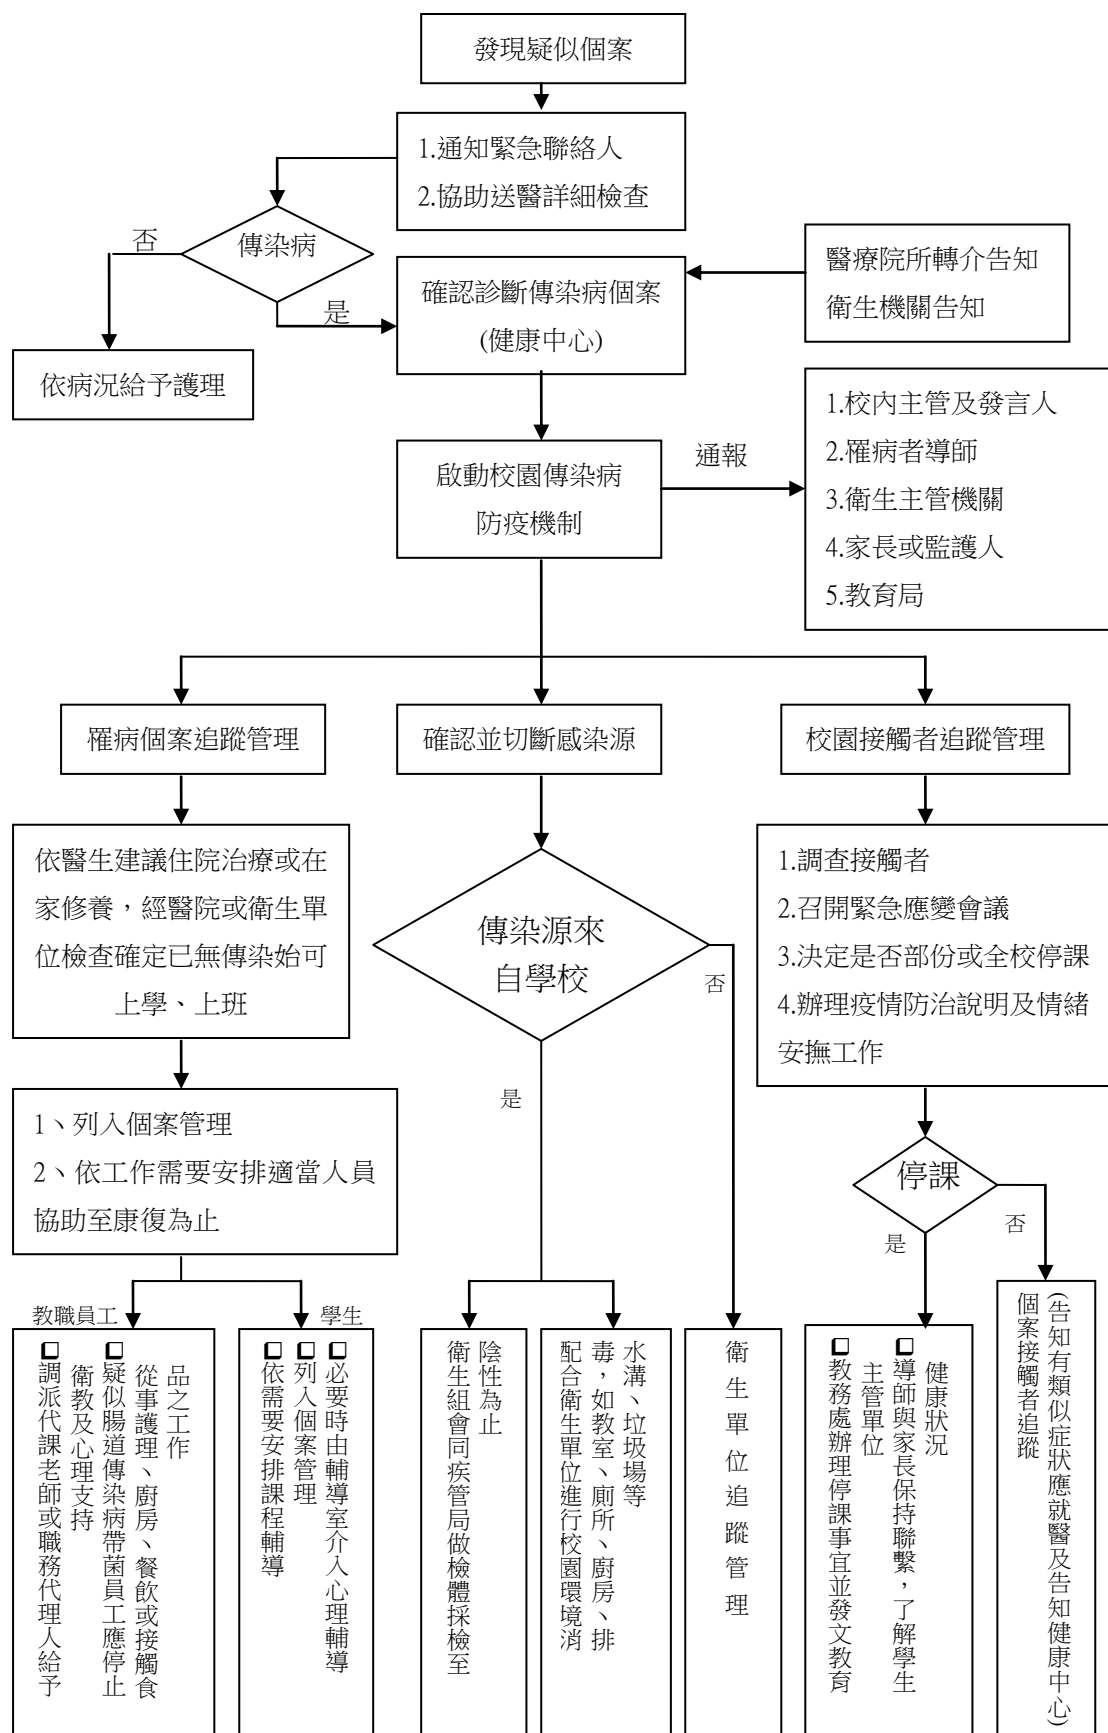 發現疑似個案
1.通知緊急聯絡人
2.協助送醫詳細檢查
傳染病
否
是
醫療院所轉介告知
衛生機關告知
確認診斷傳染病個案
(健康中心)
依病況給予護理
啟動校園傳染病
防疫機制
通報
1.校內主管及發言人
2.罹病者導師
3.衛生主管機關
4.家長或監護人
5.教育局
罹病個案追蹤管理
確認並切斷感染源
校園接觸者追蹤管理
依醫生建議住院治療或在
家修養，經醫院或衛生單
位檢查確定已無傳染始可
上學、上班
傳染源來
自學校
否
是
1.調查接觸者
2.召開緊急應變會議
3.決定是否部份或全校停課
4.辦理疫情防治說明及情緒
安撫工作
1、列入個案管理
2、依工作需要安排適當人員
協助至康復為止
停課
否
是
教職員工
學生
❑調派代課老師或職務代理人給予
衛教及心理支持
❑疑似腸道傳染病帶菌員工應停止
從事護理、廚房、餐飲或接觸食
品之工作
❑依需要安排課程輔導
❑列入個案管理
❑必要時由輔導室介入心理輔導
衛生組會同疾管局做檢體採檢至
陰性為止
配合衛生單位進行校園環境消
毒，如教室、廁所、廚房、排
水溝、垃圾場等
衛生單位追蹤管理
❑教務處辦理停課事宜並發文教育
主管單位
❑導師與家長保持聯繫，了解學生
健康狀況
個案接觸者追蹤
(告知有類似症狀應就醫及告知健康中心)